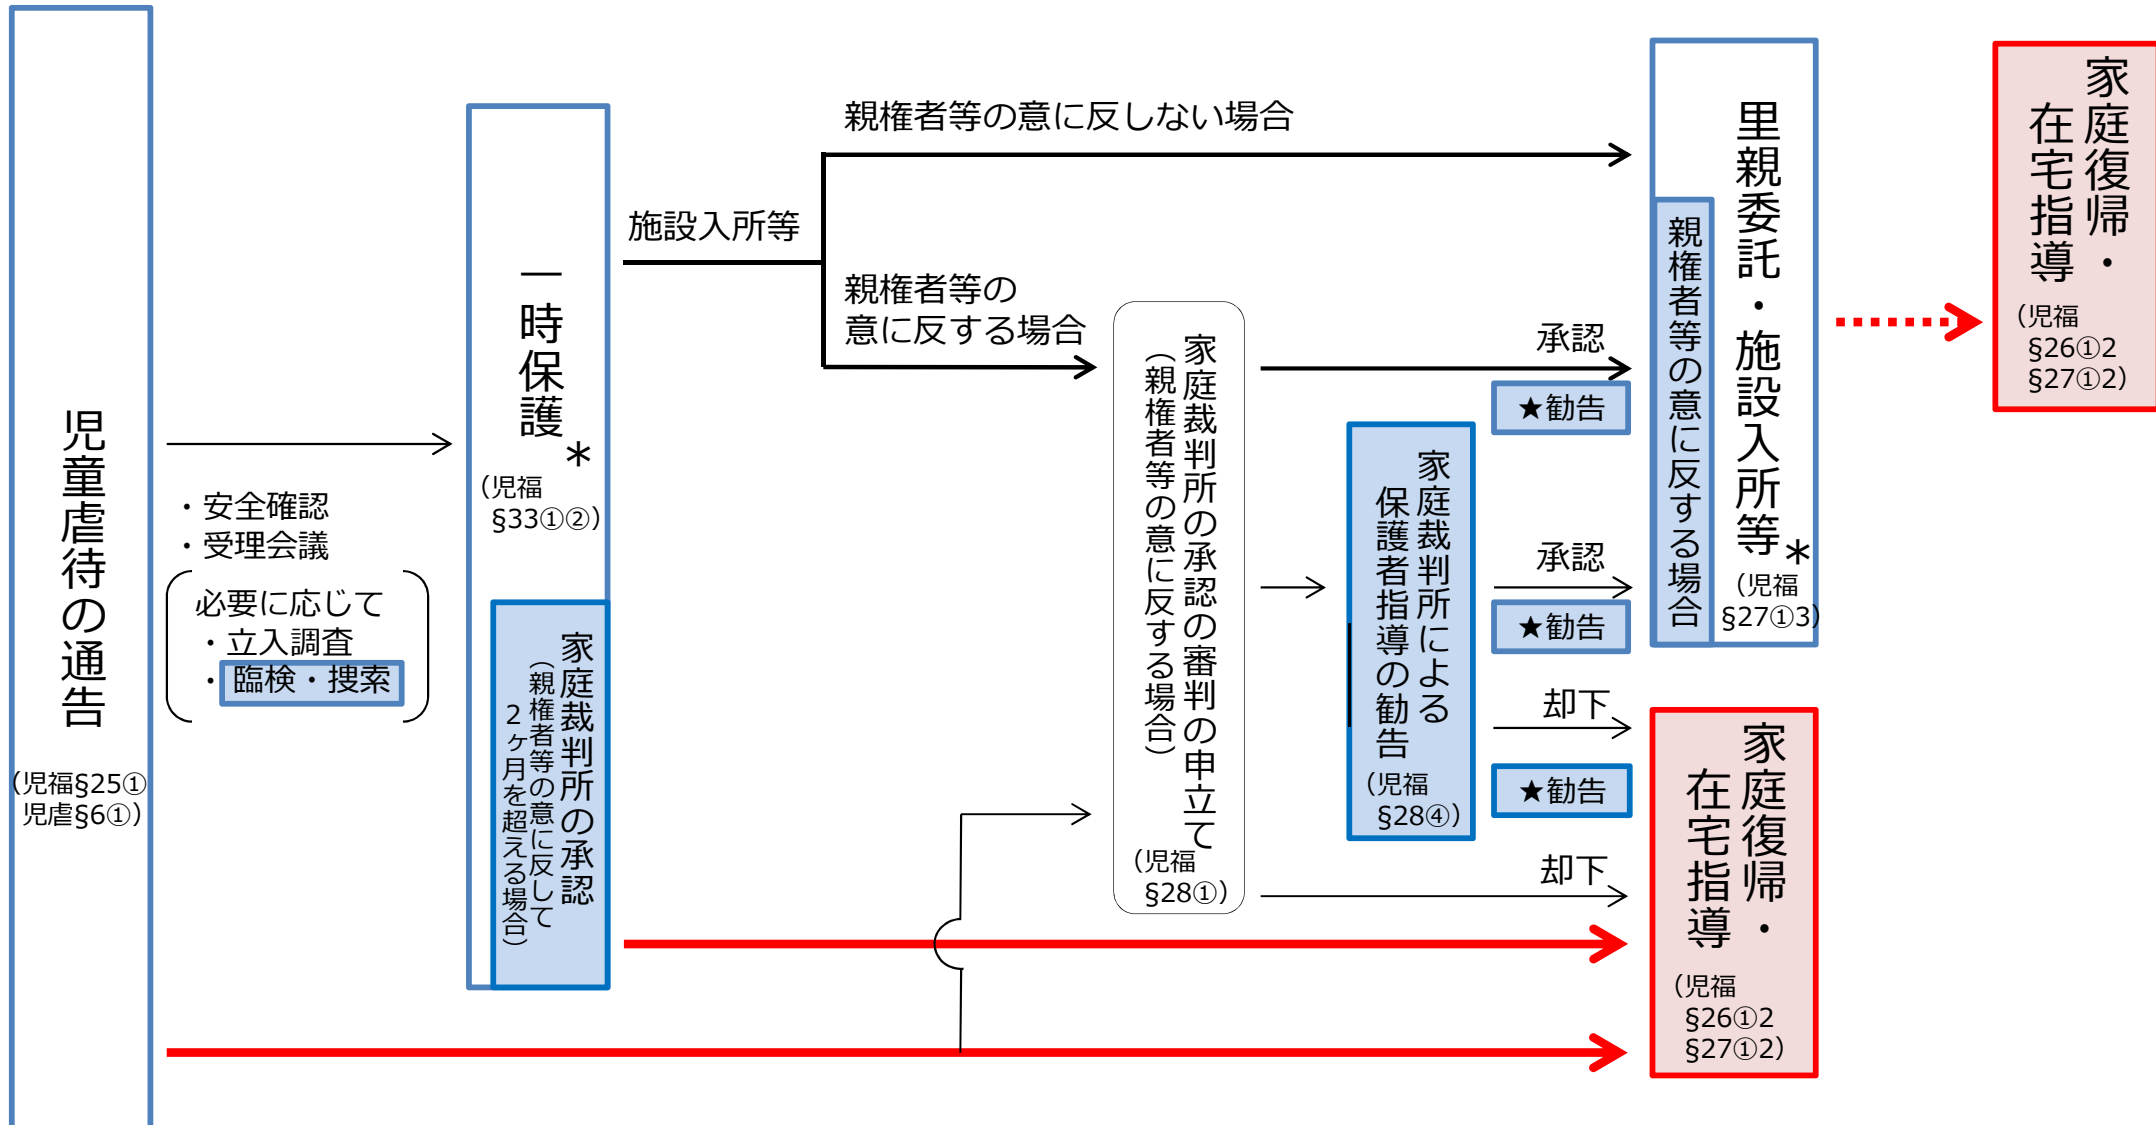 児童虐待の通告
（児福§25①
児虐§6①）
・安全確認
・受理会議
必要に応じて
・立入調査
・臨検・捜索
一時保護＊
（児福
§33①②）
家庭裁判所の承認
（親権者等の意に反して
２ヶ月を超える場合）
施設入所等
親権者等の意に反しない場合
親権者等の
意に反する場合
家庭裁判所の承認の審判の申立て
（親権者等の意に反する場合）
（児福
§28①）
家庭裁判所による
保護者指導の勧告
（児福
§28④）
承認
★勧告
承認
★勧告
却下
★勧告
却下
里親委託・施設入所等＊
（児福
§27①3）
親権者等の意に反する場合
家庭復帰・
在宅指導
（児福
§26①2
§27①2）
家庭復帰・
在宅指導
（児福
§26①2
§27①2）